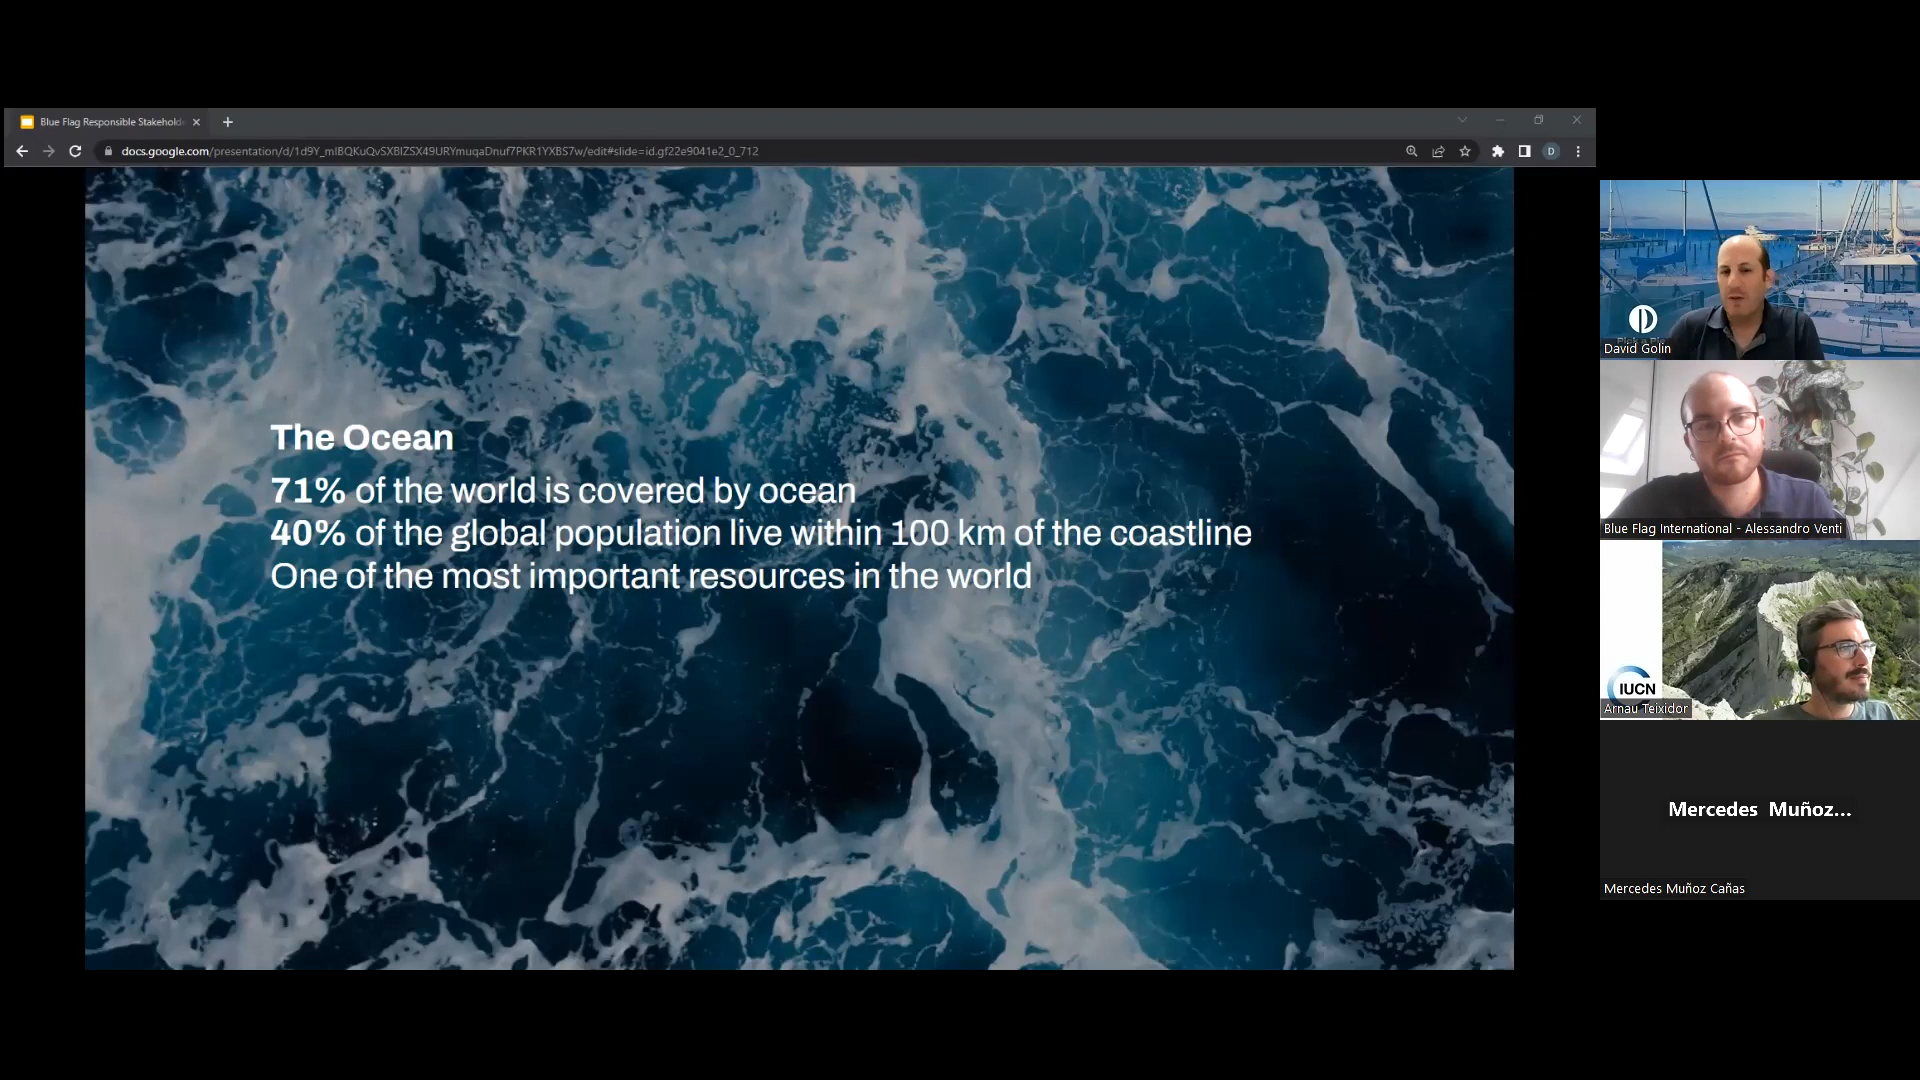 Blue Flag Responsible Stakehold
docs.google.com/presentation/d/1d9Y_mlBQKuQvSXBIZSX49URYmuqaDnuf7PKR1YXBS7w/edit#slide=id.gf22e9041e2_0_712
D
The Ocean
71% of the world is covered by ocean
40% of the global population live within 100 km of the coastline
One of the most important resources in the world
David Golin
Blue Flag International - Alessandro Venti
IUCN
Arnau Teixidor
Mercedes Muñoz...
Mercedes Muñoz Cañas